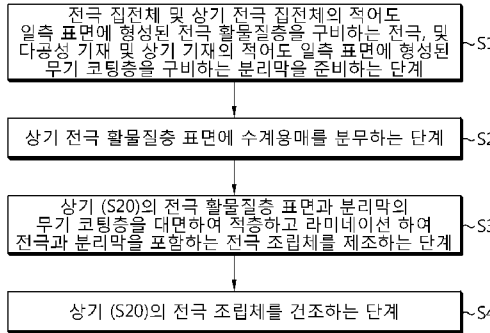 전극 집전체 및 상기 전극 집전체의 적어도
일측 표면에 형성된 전극 활물질층을 구비하는 전극, 및
다공성 기재 및 상기 기재의 적어도 일측 표면에 형성된
무기 코팅층을 구비하는 분리막을 준비하는 단계
~S1
상기 전극 활물질층 표면에 수계용매를 분무하는 단계
~S2
상기 (S20)의 전극 활물질층 표면과 분리막의
무기 코팅층을 대면하여 적층하고 라미네이션 하여
전극과 분리막을 포함하는 전극 조립체를 제조하는 단계
~S3
상기 (S20)의 전극 조립체를 건조하는 단계
~S4